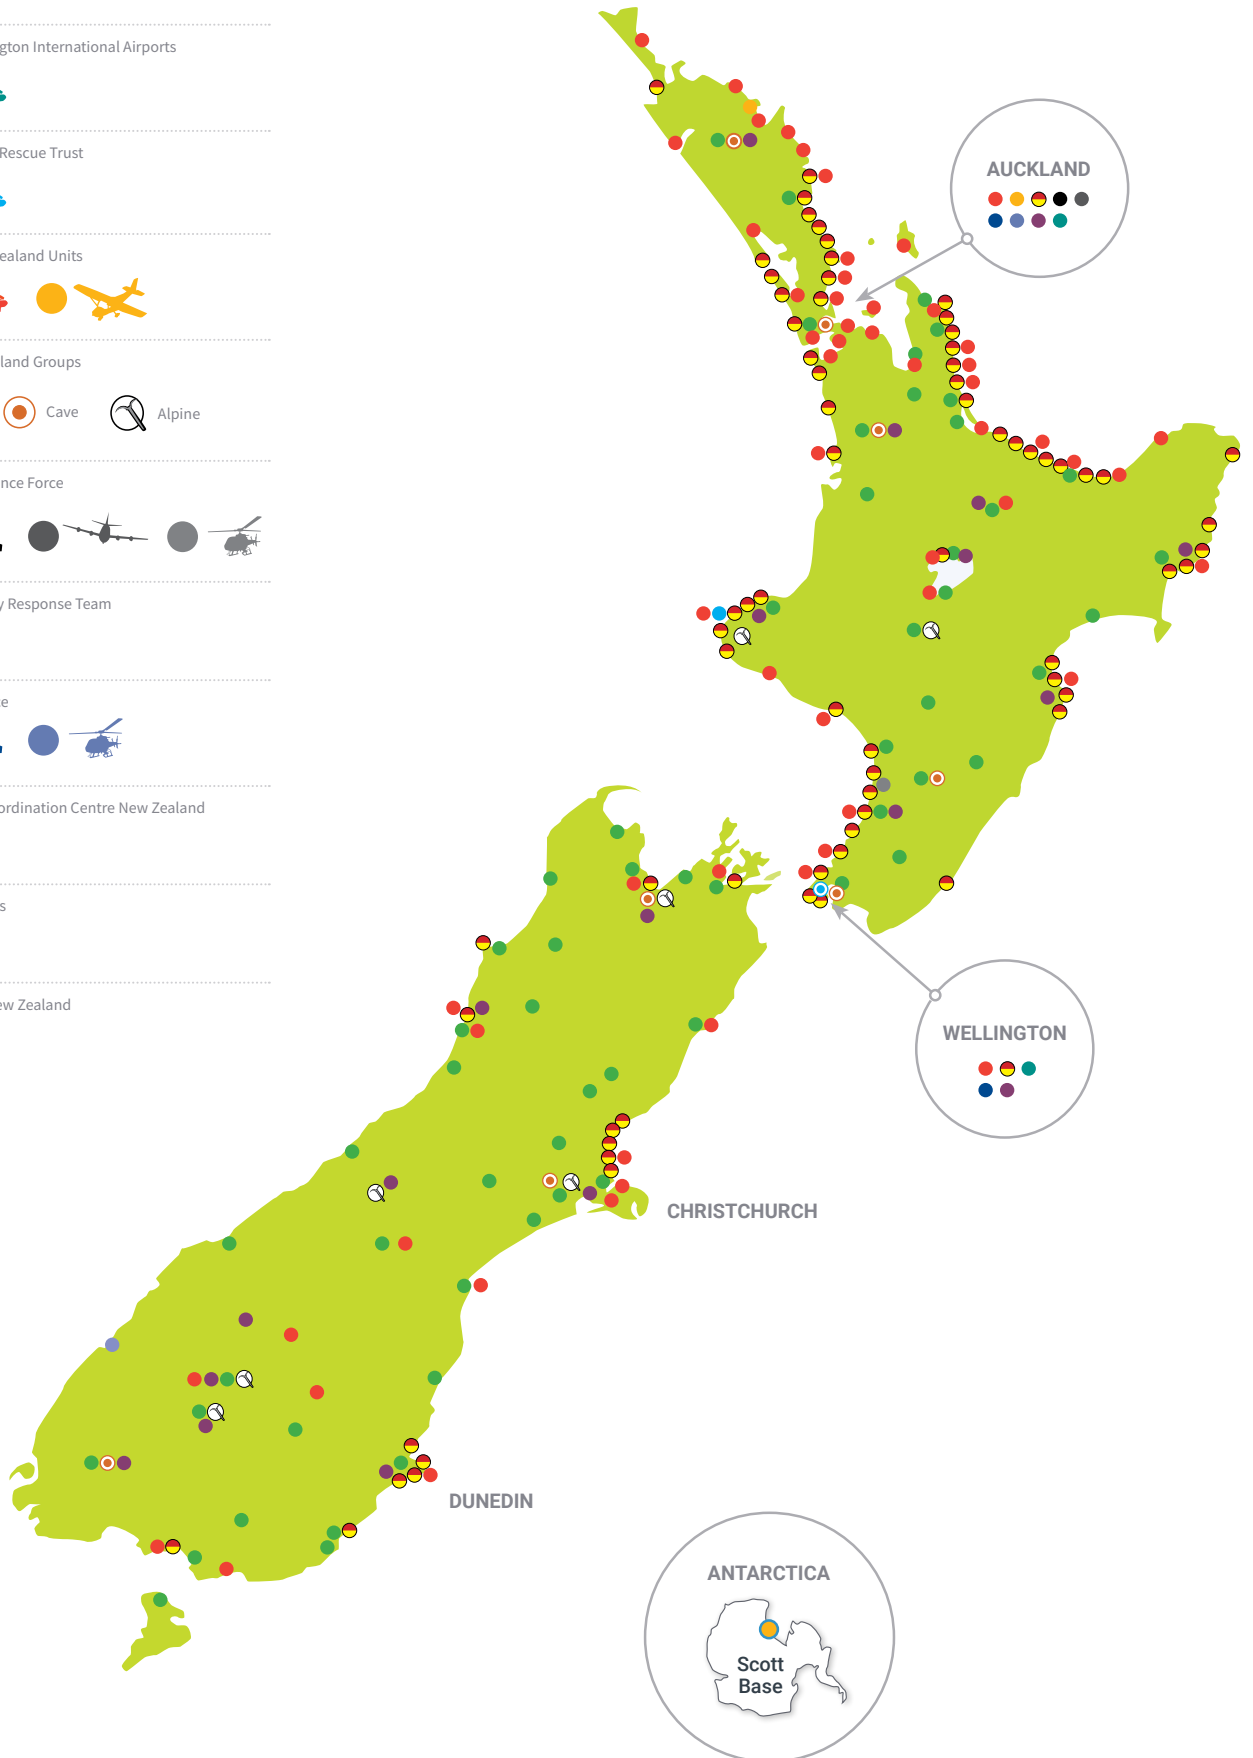 gton International Airports
Rescue Trust
ealand Units
land Groups
Cave
Alpine
nce Force
y Response Team
te
ordination Centre New Zealand
s
ew Zealand
AUCKLAND
WELLINGTON
CHRISTCHURCH
DUNEDIN
ANTARCTICA
Scott
Base